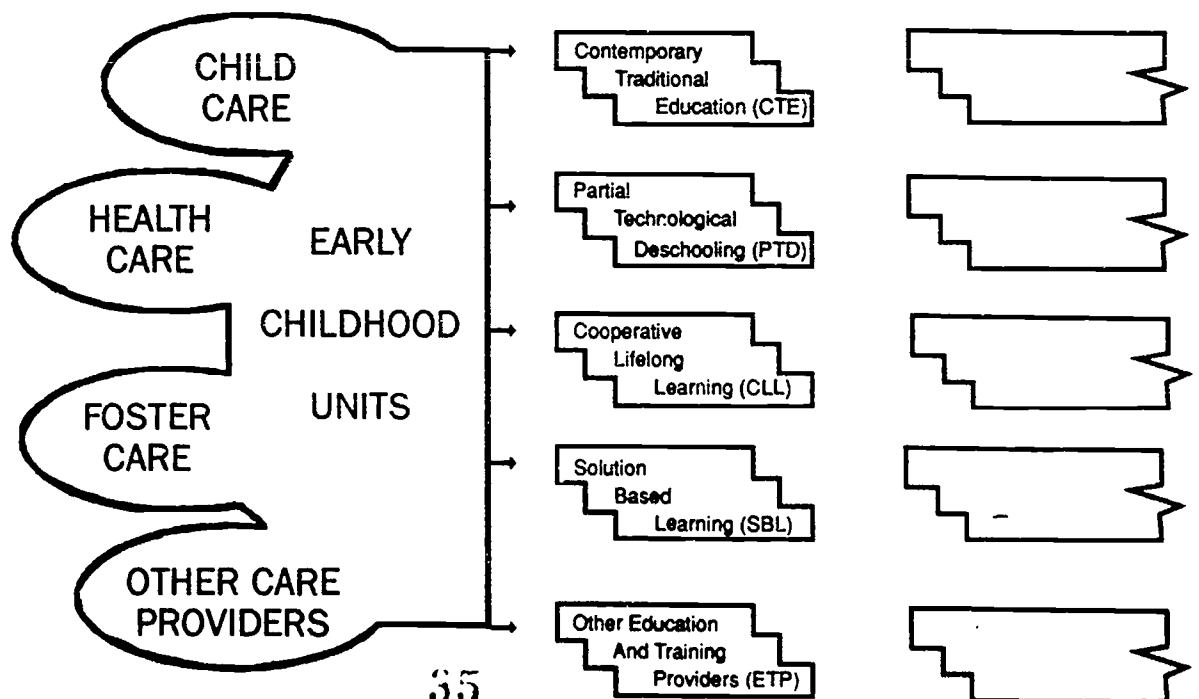 CHILD
CARE
HEALTH
CARE
EARLY
CHILDHOOD
UNITS
FOSTER
CARE
OTHER CARE
PROVIDERS
Contemporary
Traditional
Education (CTE)
Partial
Technological
Deschooling (PTD)
Cooperative
Lifelong
Learning (CLL)
Solution
Based
Learning (SBL)
Other Education
And Training
Providers (ETP)
35